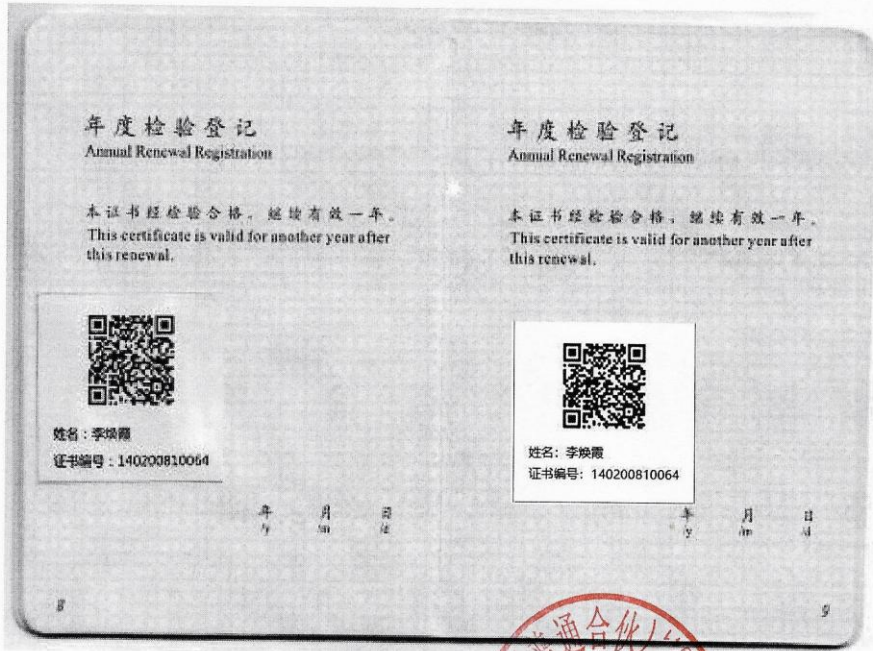 年度检验登记
Annual Renewal Registration
本证书经检验合格，继续有效一年。
This certificate is valid for another year after
this renewal.
姓名：李焕霞
证书编号：140200810064
年 月 日
/y /m /d
8
年度检验登记
Annual Renewal Registration
本证书经检验合格，继续有效一年。
This certificate is valid for another year after
this renewal.
姓名：李焕霞
证书编号：140200810064
年 月 日
/y /m /d
9
普通合伙